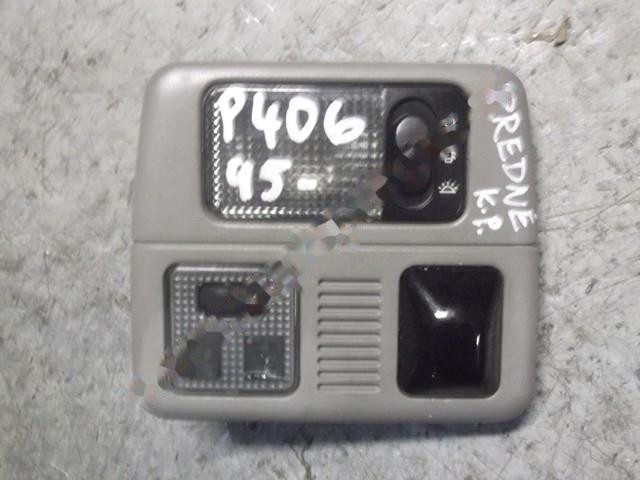 P406
95-
PREDNÉ
K.P.